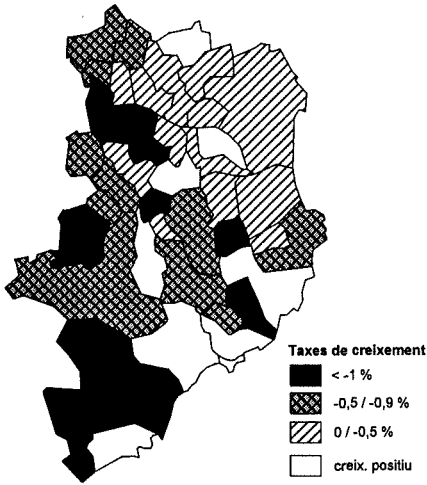 Taxes de creixement
< -1 %
-0,5 / -0,9 %
0 / -0,5 %
creix. positiu